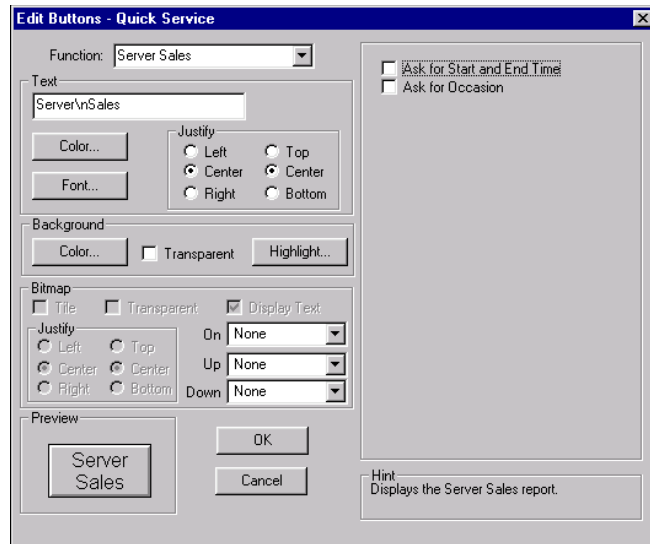 Edit Buttons - Quick Service
Function: Server Sales
Text
Server\nSales
Color...
Font...
Justify
Left Top
Center Center
Right Bottom
Background
Color... Transparent Highlight...
Bitmap
Tile Transparent Display Text
Justify
Left Top
Center Center
Right Bottom
On None
Up None
Down None
Preview
Server
Sales
OK
Cancel
Ask for Start and End Time
Ask for Occasion
Hint
Displays the Server Sales report.